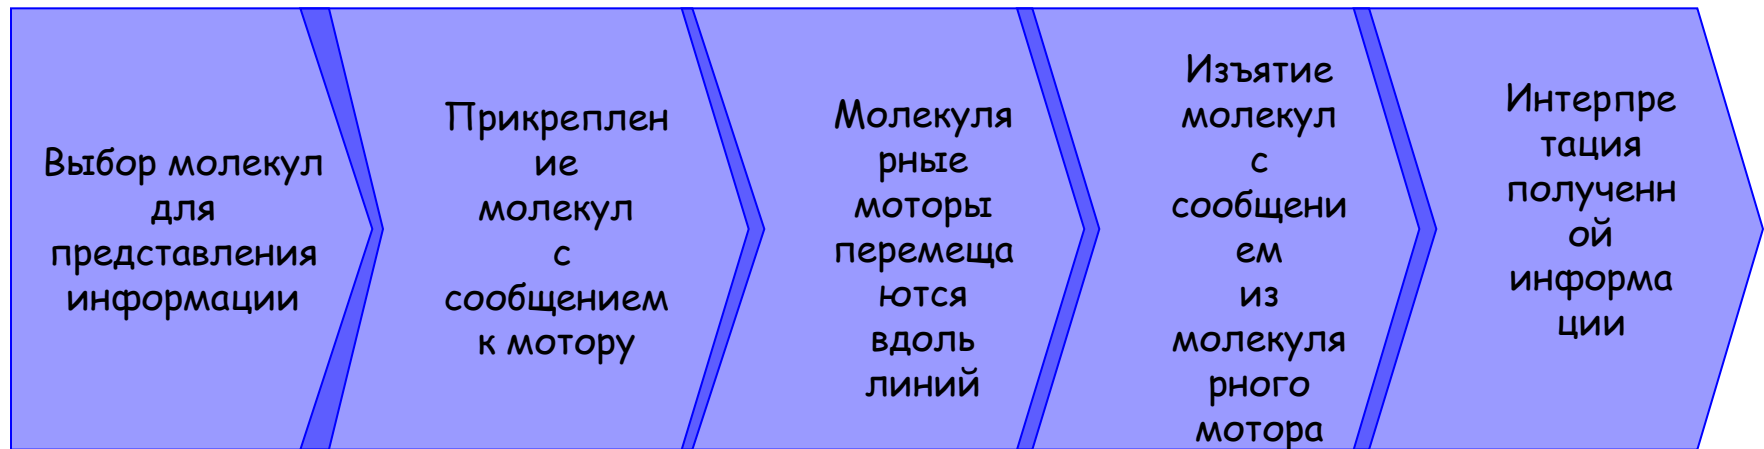 Выбор молекул
для
представления
информации
Прикреплен
ие
молекул
с
сообщением
к мотору
Молекуля
рные
моторы
перемеща
ются
вдоль
линий
Изъятие
молекул
с
сообщени
ем
из
молекуля
рного
мотора
Интерпре
тация
полученн
ой
информа
ции